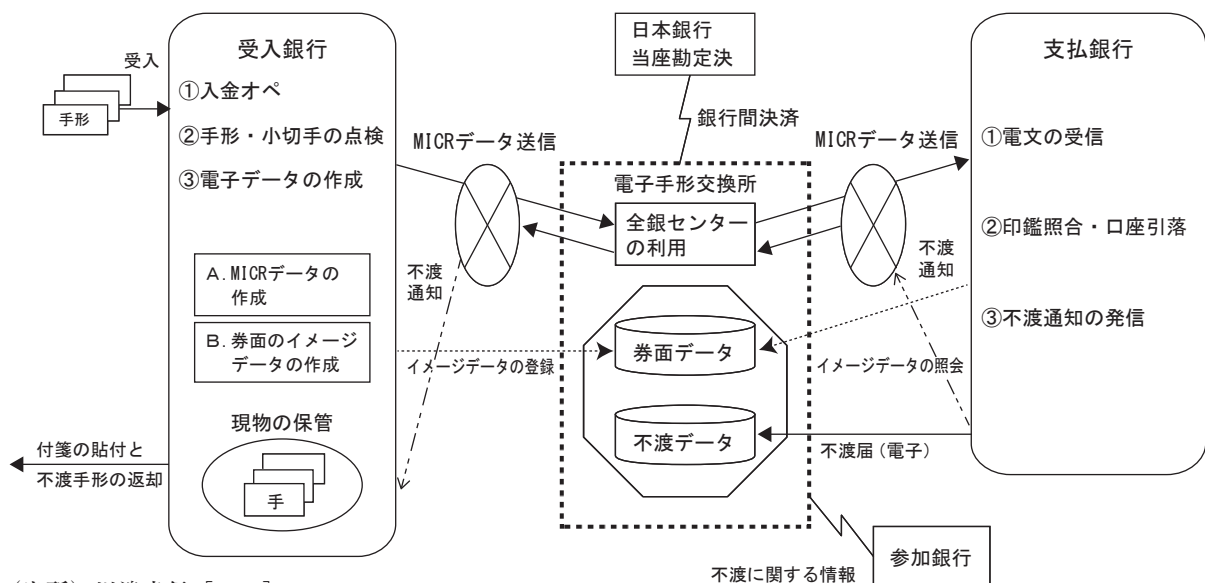 受入
手形
受入銀行
①入金オペ
②手形・小切手の点検
③電子データの作成
A.MICRデータの
作成
B.券面のイメージ
データの作成
現物の保管
手
付箋の貼付と
不渡手形の返却
MICRデータ送信
不渡
通知
イメージデータの登録
日本銀行
当座勘定決
銀行間決済
電子手形交換所
全銀センター
の利用
券面データ
不渡データ
MICRデータ送信
不渡
通知
イメージデータの照会
不渡届(電子)
支払銀行
①電文の受信
②印鑑照合・口座引落
③不渡通知の発信
参加銀行
不渡に関する情報